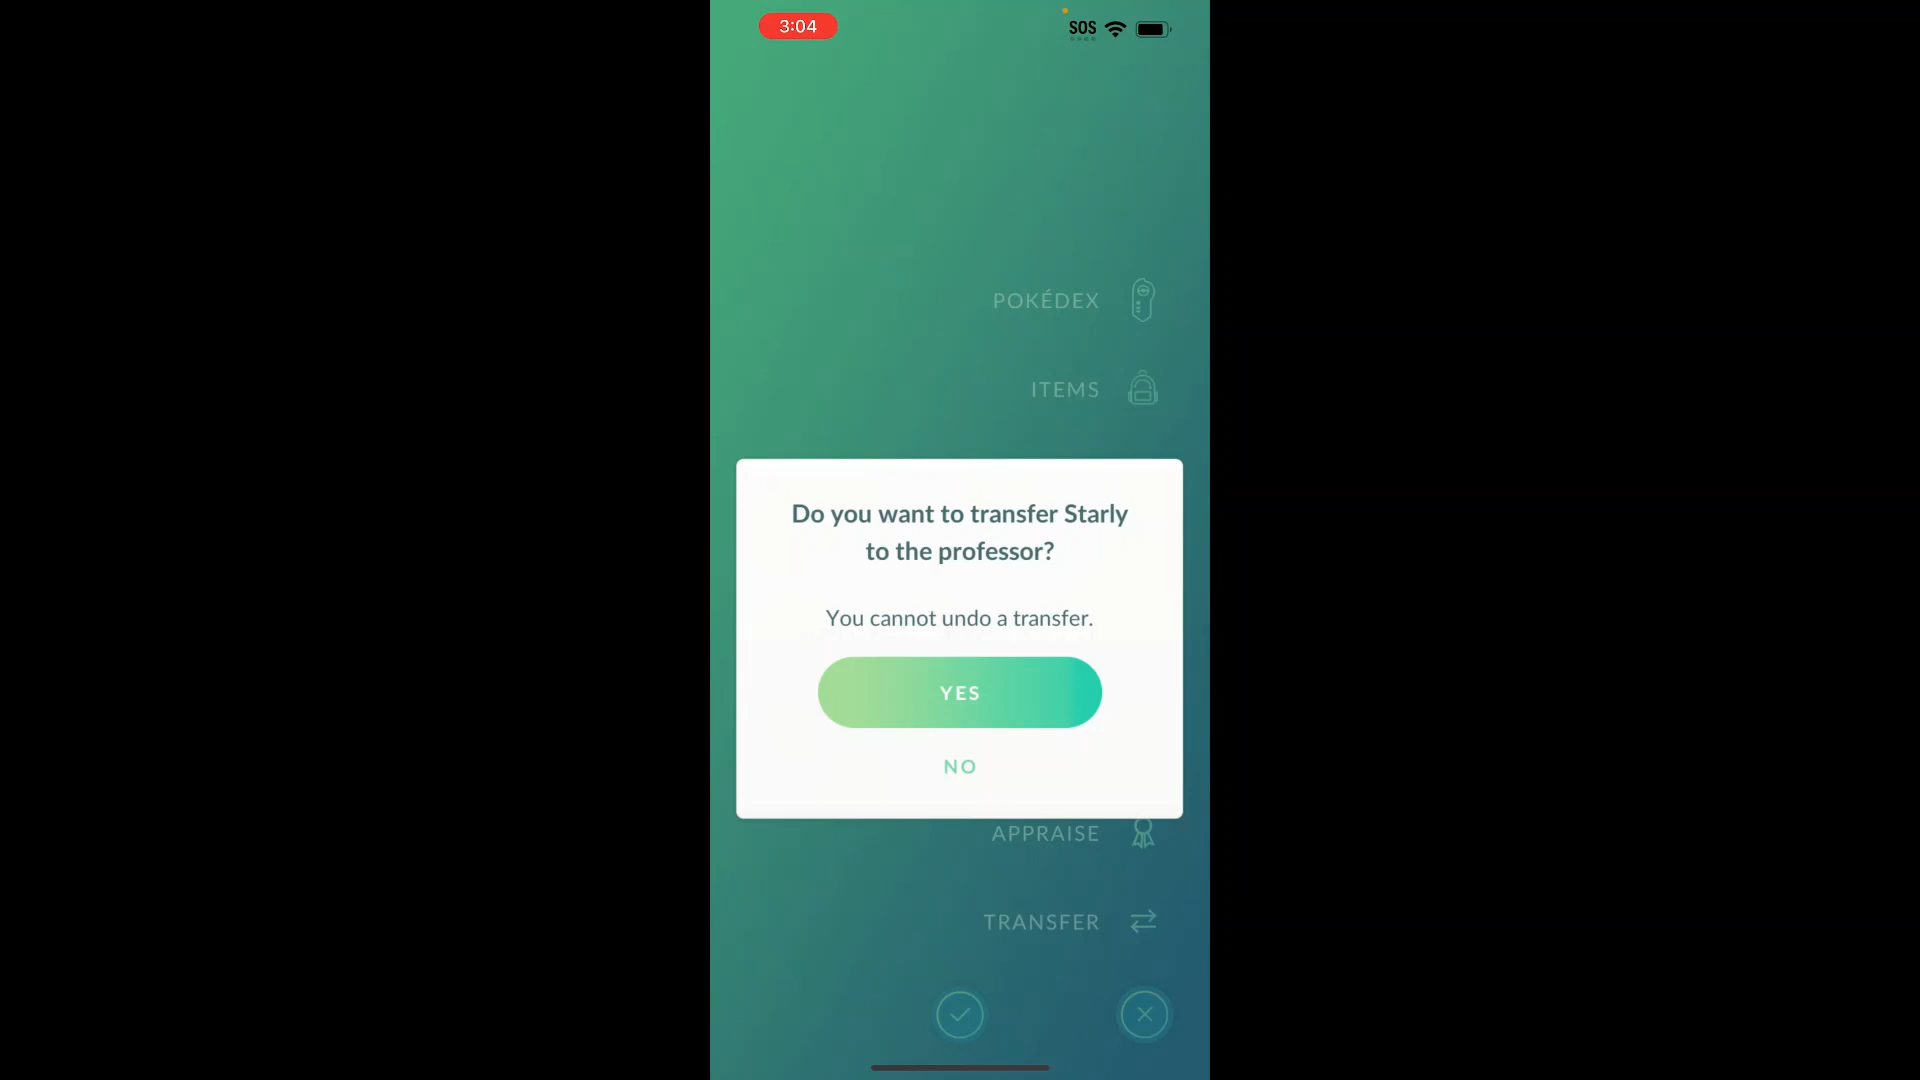 3:04
SOS
POKÉDEX
ITEMS
Do you want to transfer Starly
to the professor?
You cannot undo a transfer.
YES
NO
APPRAISE
TRANSFER